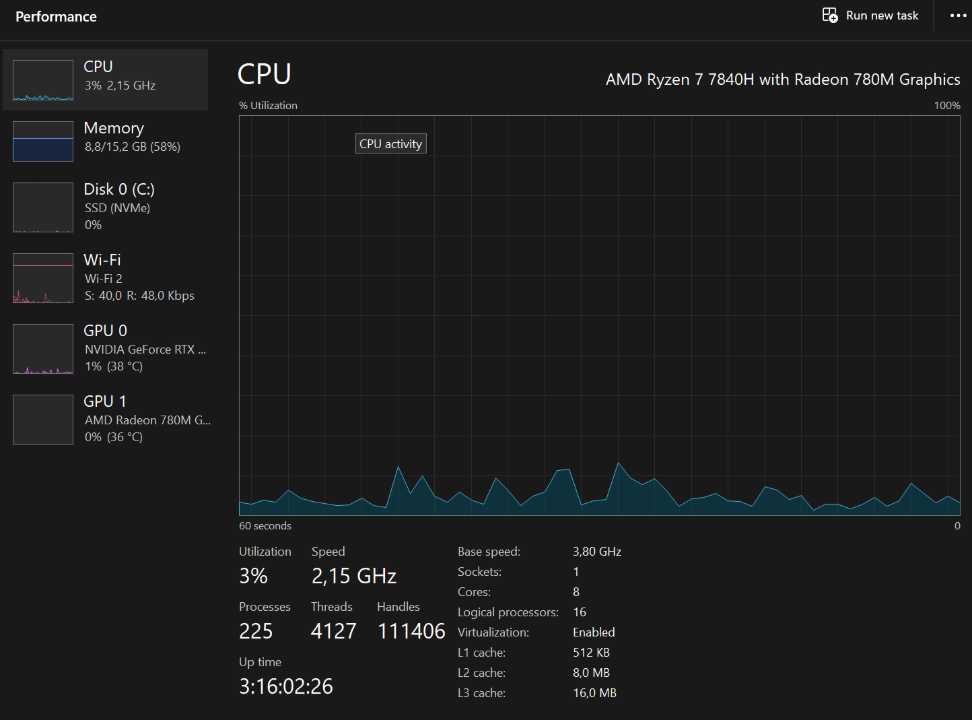 Performance
Run new task
CPU
3% 2,15 GHz
Memory
8,8/15,2 GB (58%)
Disk 0 (C:)
SSD (NVMe)
0%
Wi-Fi
Wi-Fi 2
S: 40,0 R: 48,0 Kbps
GPU 0
NVIDIA GeForce RTX ...
1% (38 °C)
GPU 1
AMD Radeon 780M G...
0% (36 °C)
CPU
AMD Ryzen 7 7840H with Radeon 780M Graphics
% Utilization
100%
CPU activity
60 seconds
0
Utilization Speed
3% 2,15 GHz
Processes Threads Handles
225 4127 111406
Up time
3:16:02:26
Base speed: 3,80 GHz
Sockets: 1
Cores: 8
Logical processors: 16
Virtualization: Enabled
L1 cache: 512 KB
L2 cache: 8,0 MB
L3 cache: 16,0 MB